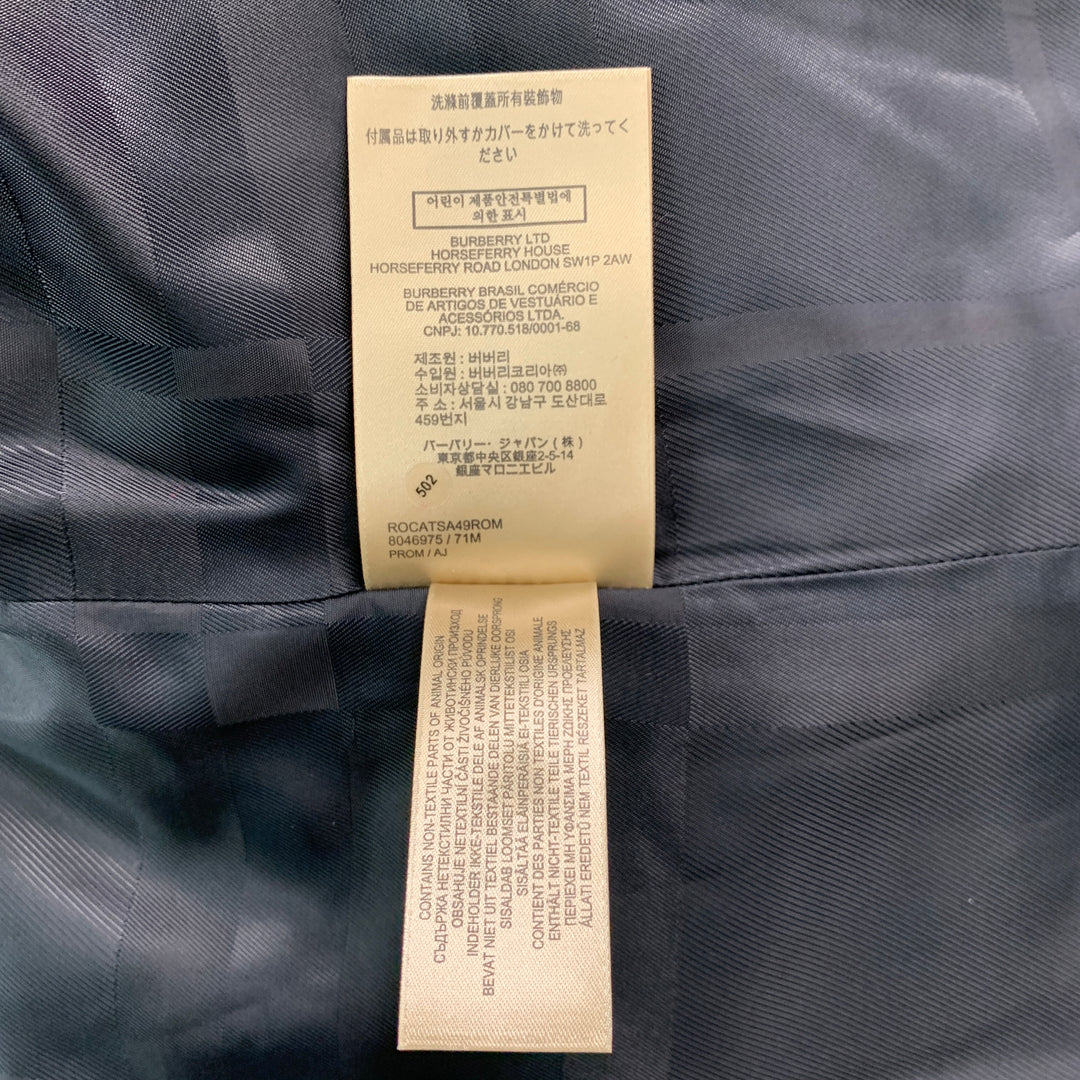 洗滌前覆蓋所有裝飾物
付属品は取り外すかカバーをかけて洗ってく
ださい
어린이 제품안전특별법에
의한 표시
BURBERRY LTD
HORSEFERRY HOUSE
HORSEFERRY ROAD LONDON SW1P 2AW
BURBERRY BRASIL COMÉRCIO
DE ARTIGOS DE VESTUÁRIO E
ACESSÓRIOS LTDA.
CNPJ: 10.770.518/0001-68
제조원 : 버버리
수입원 : 버버리코리아㈜
소비자상담실 : 080 700 8800
주 소 : 서울시 강남구 도산대로
459번지
バーバリー・ジャパン ( 株 )
東京都中央区銀座2-5-14
銀座マロニエビル
502
ROCATSA49ROM
8046975 / 71M
PROM / AJ
CONTAINS NON-TEXTILE PARTS OF ANIMAL ORIGIN
СЪДЪРЖА НЕТЕКСТИЛНИ ЧАСТИ ОТ ЖИВОТИНСКИ ПРОИЗХОД
OBSAHUJE NETEXTILNÍ ČÁSTI ŽIVOČIŠNÉHO PŮVODU
INDEHOLDER IKKE-TEKSTILE DELE AF ANIMALSK OPRINDELSE
BEVAT NIET UIT TEXTIEL BESTAANDE DELEN VAN DIERLIJKE OORSPRONG
SISALDAB LOOMSET PÄRITOLU MITTETEKSTIILIST OSI
SISÄLTÄÄ ELÄINPERÄISIÄ EI-TEKSTIILI OSIA
CONTIENT DES PARTIES NON TEXTILES D'ORIGINE ANIMALE
ENTHÄLT NICHT-TEXTILE TEILE TIERISCHEN URSPRUNGS
ΠΕΡΙΕΧΕΙ ΜΗ ΥΦΑΝΣΙΜΑ ΜΕΡΗ ΖΩΙΚΗΣ ΠΡΟΕΛΕΥΣΗΣ
ÁLLATI EREDETŰ NEM TEXTIL RÉSZEKET TARTALMAZ